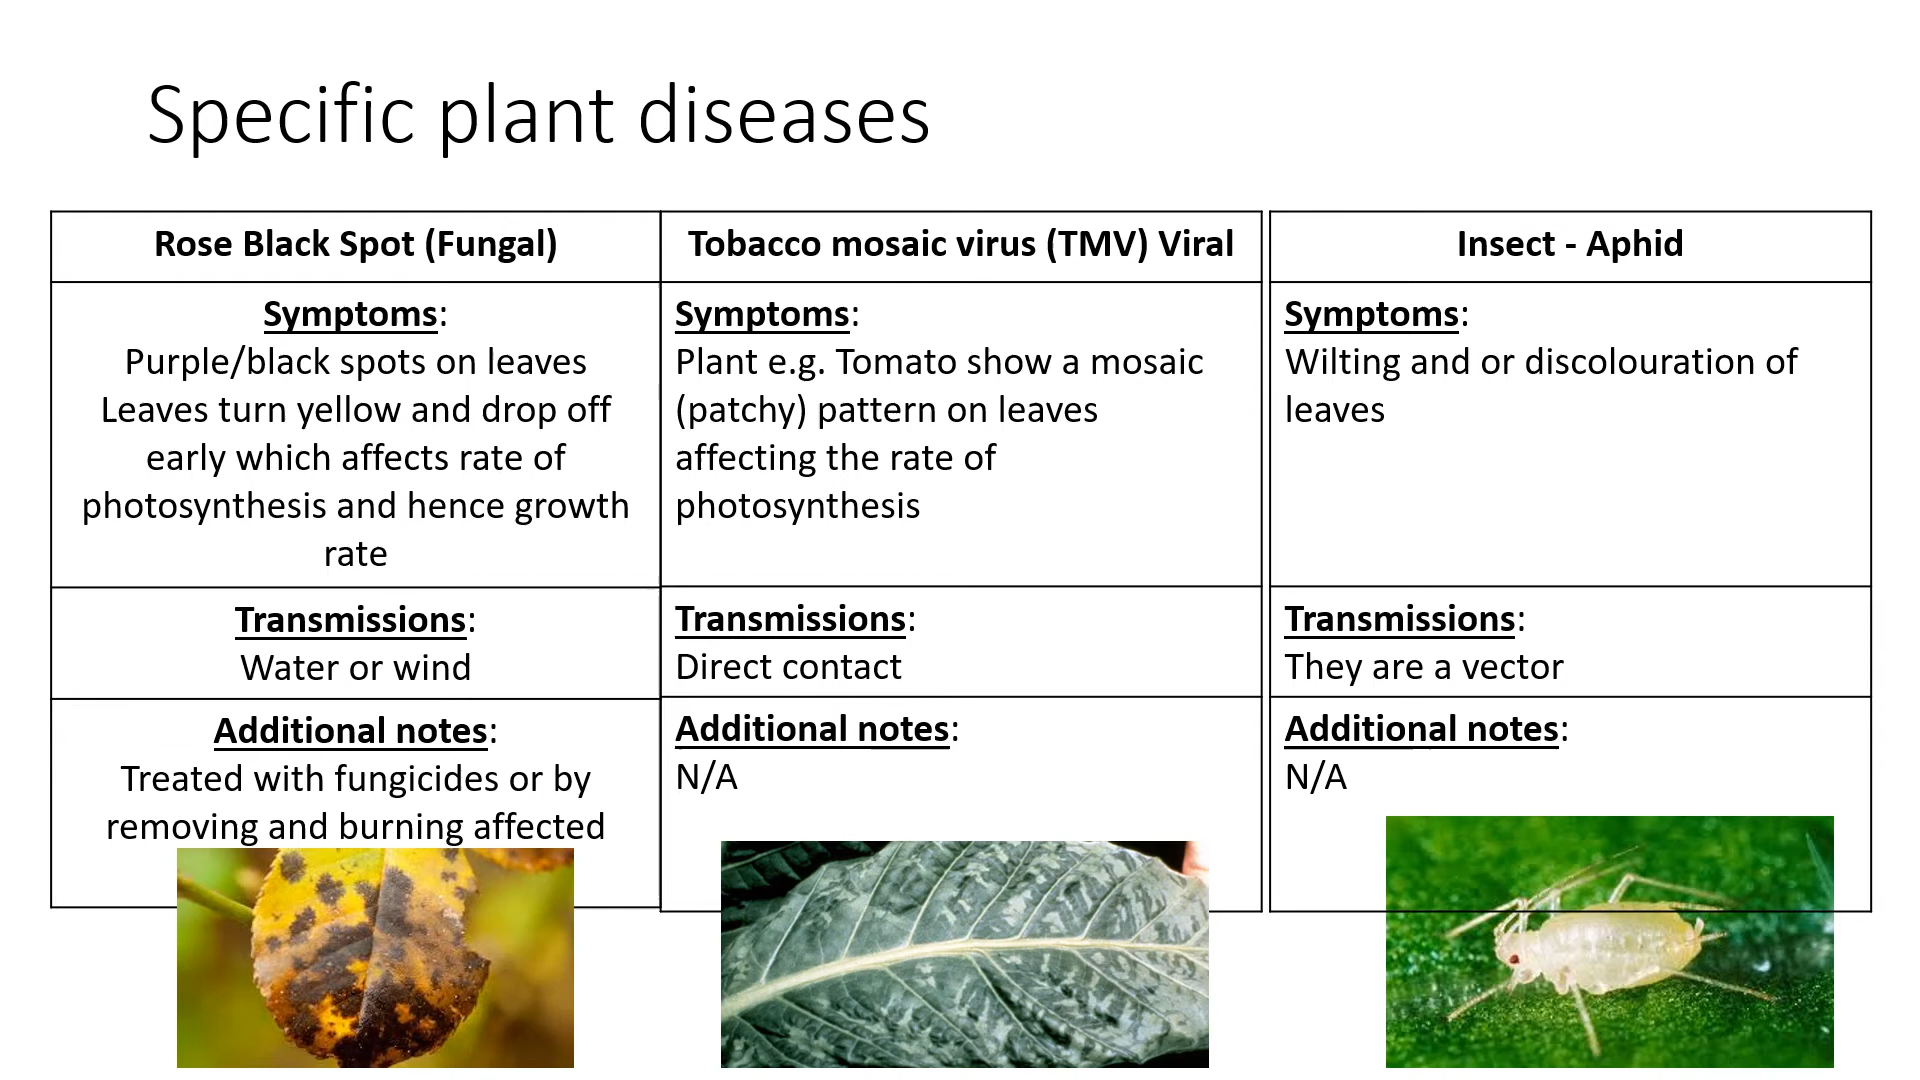 Specific plant diseases
Rose Black Spot (Fungal)
Symptoms:
Purple/black spots on leaves
Leaves turn yellow and drop off
early which affects rate of
photosynthesis and hence growth
rate
Transmissions:
Water or wind
Additional notes:
Treated with fungicides or by
removing and burning affected
Tobacco mosaic virus (TMV) Viral
Symptoms:
Plant e.g. Tomato show a mosaic
(patchy) pattern on leaves
affecting the rate of
photosynthesis
Transmissions:
Direct contact
Additional notes:
N/A
Insect - Aphid
Symptoms:
Wilting and or discolouration of
leaves
Transmissions:
They are a vector
Additional notes:
N/A